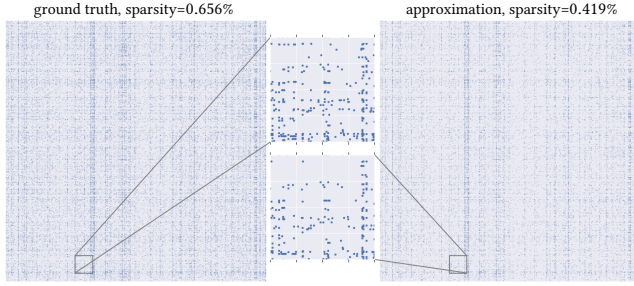 ground truth, sparsity=0.656%
approximation, sparsity=0.419%